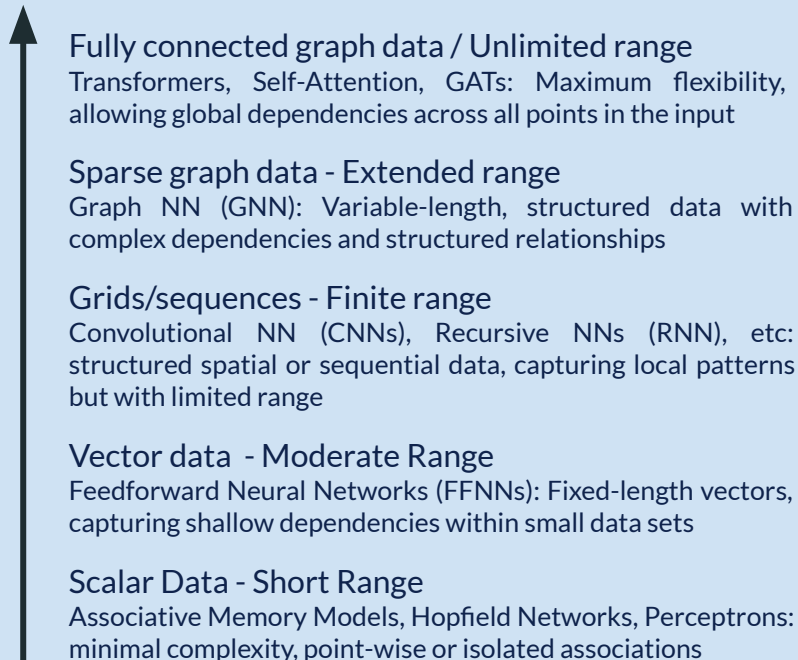 Fully connected graph data / Unlimited range
Transformers, Self-Attention, GATs: Maximum flexibility,
allowing global dependencies across all points in the input
Sparse graph data - Extended range
Graph NN (GNN): Variable-length, structured data with
complex dependencies and structured relationships
Grids/sequences - Finite range
Convolutional NN (CNNs), Recursive NNs (RNN), etc:
structured spatial or sequential data, capturing local patterns
but with limited range
Vector data - Moderate Range
Feedforward Neural Networks (FFNNs): Fixed-length vectors,
capturing shallow dependencies within small data sets
Scalar Data - Short Range
Associative Memory Models, Hopfield Networks, Perceptrons:
minimal complexity, point-wise or isolated associations